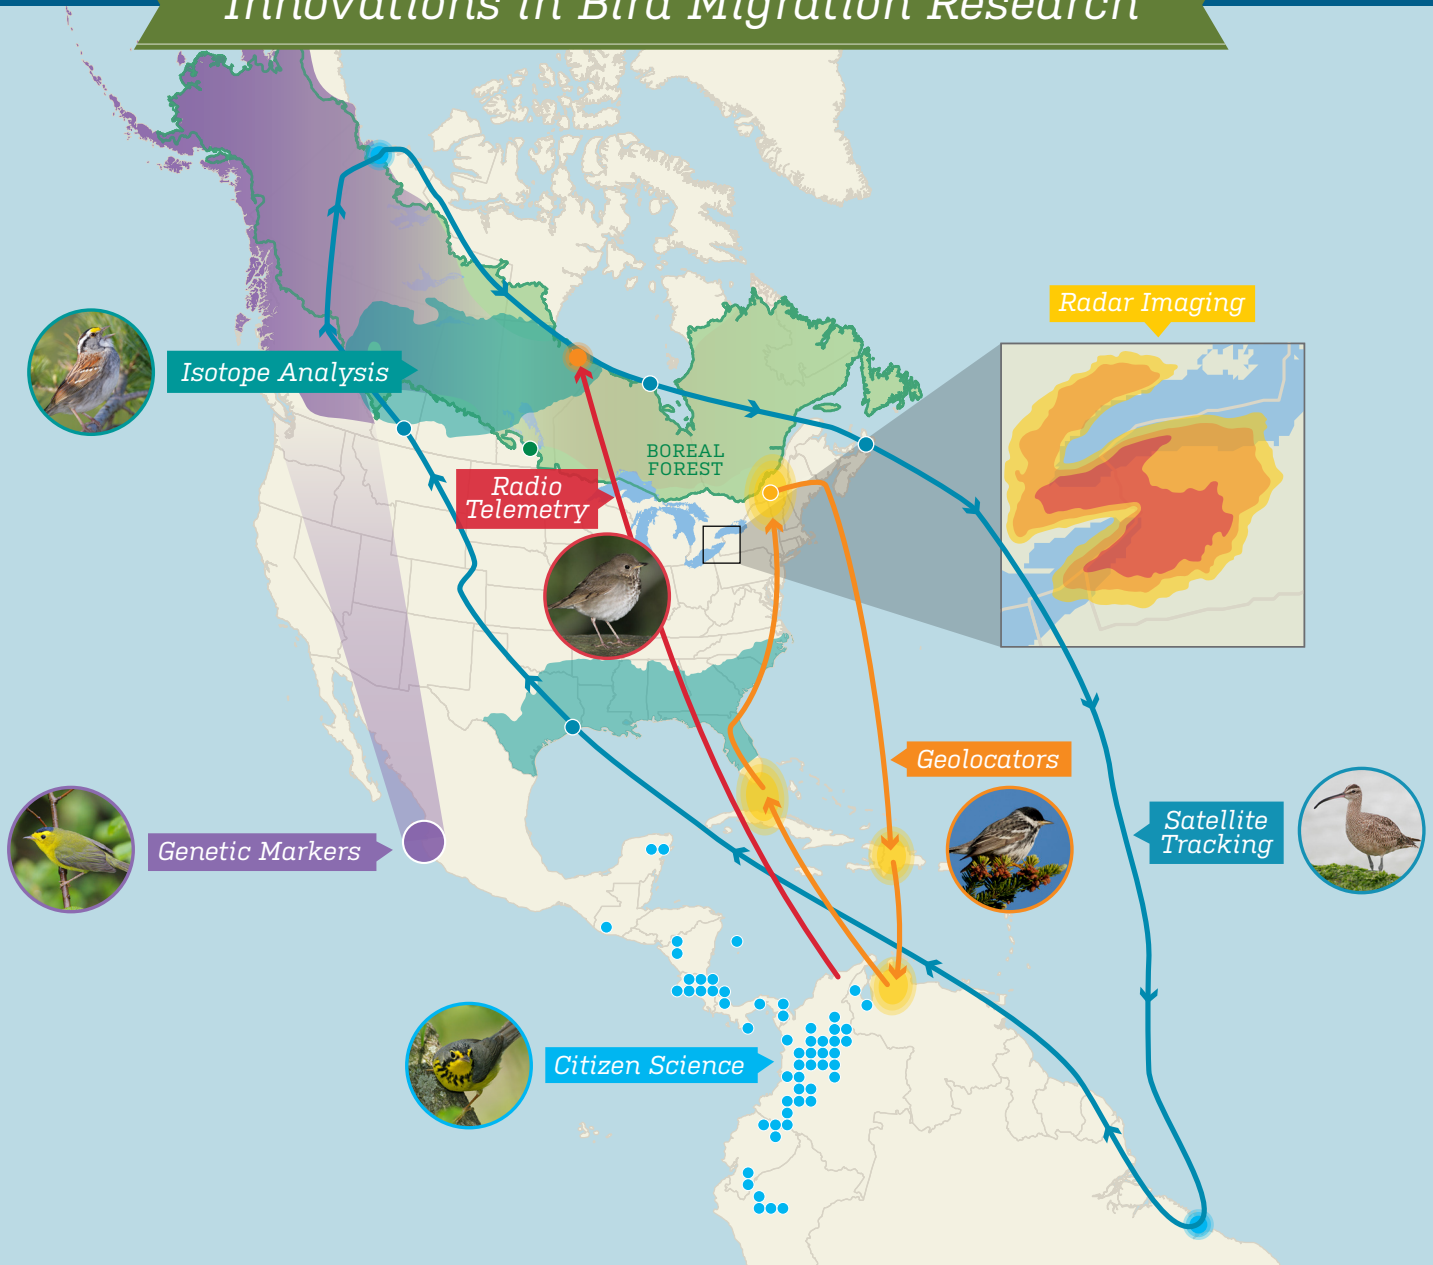 Innovations in Bird Migration Research
Radar Imaging
Isotope Analysis
BOREAL
FOREST
Radio
Telemetry
Geolocators
Satellite
Tracking
Genetic Markers
Citizen Science